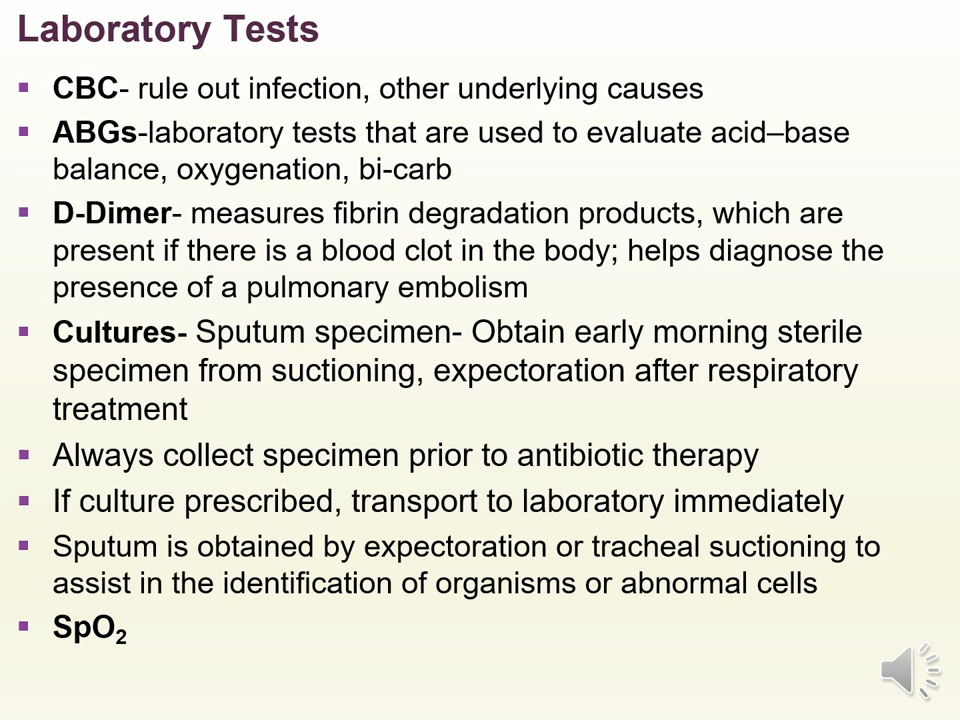 Laboratory Tests
▪ CBC- rule out infection, other underlying causes
▪ ABGs-laboratory tests that are used to evaluate acid–base
balance, oxygenation, bi-carb
▪ D-Dimer- measures fibrin degradation products, which are
present if there is a blood clot in the body; helps diagnose the
presence of a pulmonary embolism
▪ Cultures- Sputum specimen- Obtain early morning sterile
specimen from suctioning, expectoration after respiratory
treatment
▪ Always collect specimen prior to antibiotic therapy
▪ If culture prescribed, transport to laboratory immediately
▪ Sputum is obtained by expectoration or tracheal suctioning to
assist in the identification of organisms or abnormal cells
▪ SpO₂